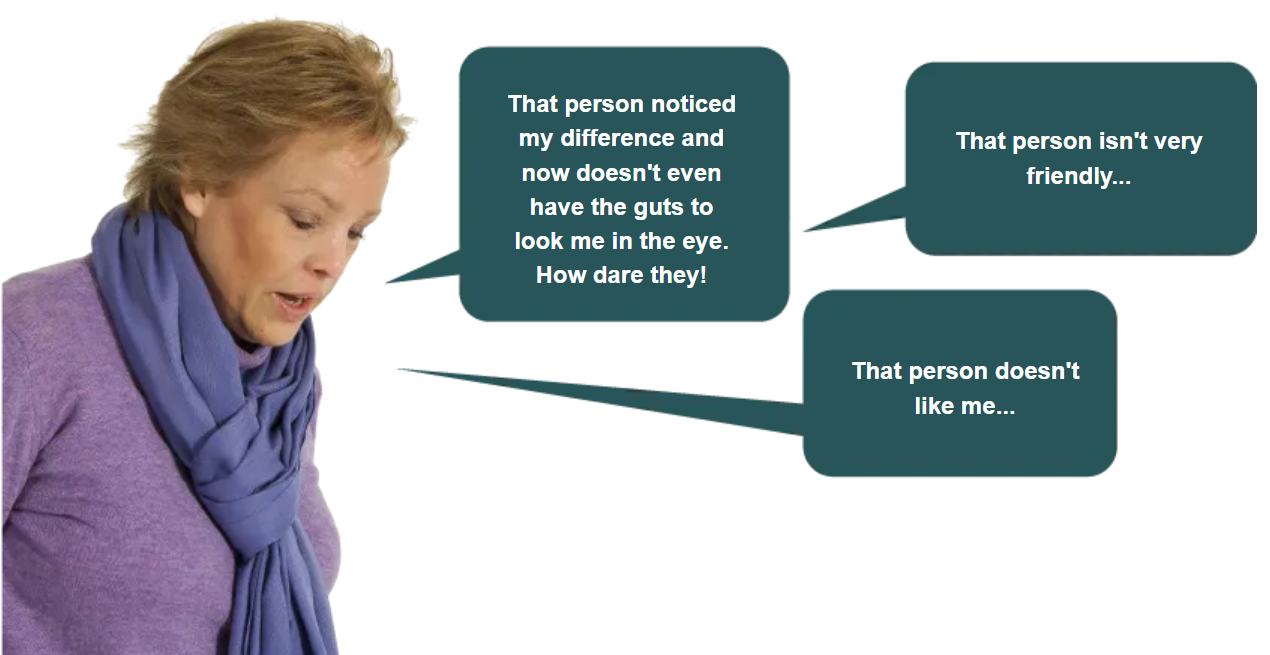 That person noticed
my difference and
now doesn't even
have the guts to
look me in the eye.
How dare they!
That person isn't very
friendly...
That person doesn't
like me...